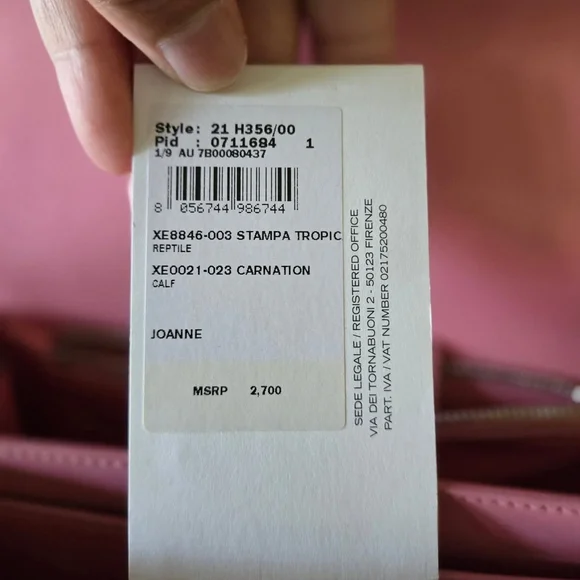 Style: 21 H356/00
Pid : 0711684 1
1/9 AU 7B00080437
8 056744 986744
XE8846-003 STAMPA TROPIC
REPTILE
XE0021-023 CARNATION
CALF
JOANNE
MSRP 2,700
SEDE LEGALE / REGISTERED OFFICE
VIA DEI TORNABUONI 2 - 50123 FIRENZE
PART. IVA / VAT NUMBER 02175200480